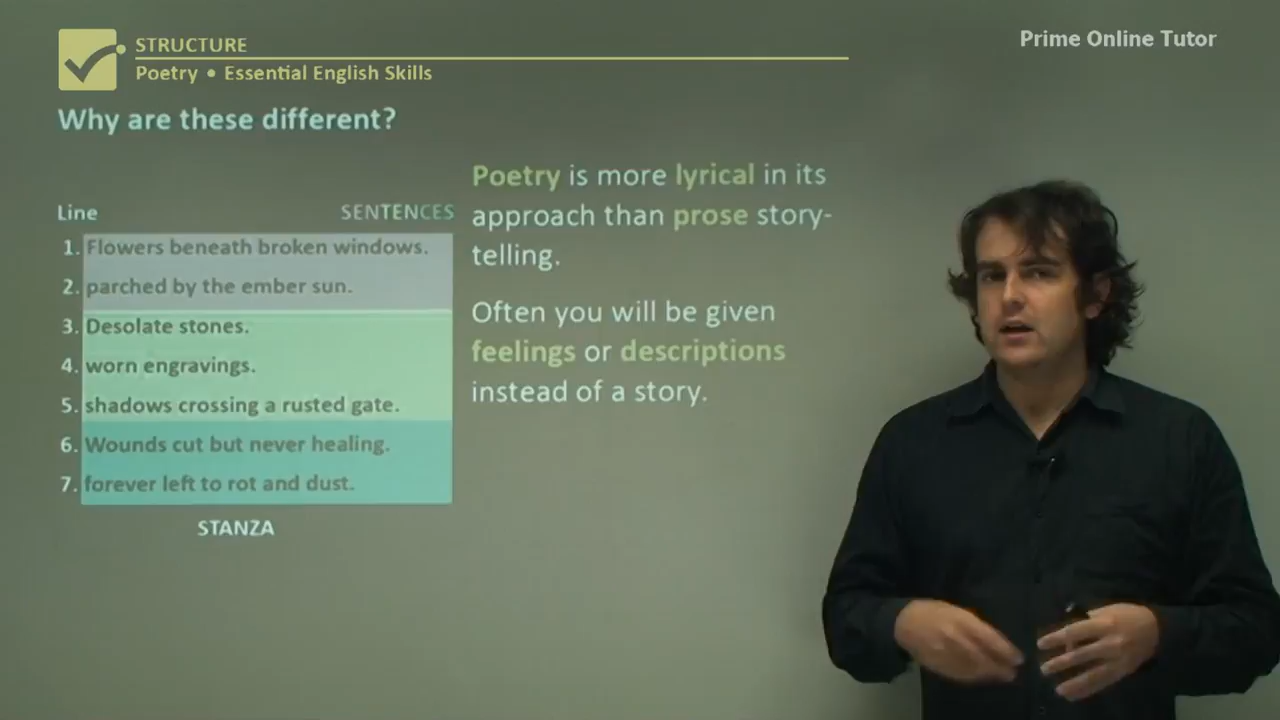 STRUCTURE
Prime Online Tutor
Poetry • Essential English Skills
Why are these different?
Line
SENTENCES
1. Flowers beneath broken windows.
2. parched by the ember sun.
3. Desolate stones.
4. worn engravings.
5. shadows crossing a rusted gate.
6. Wounds cut but never healing.
7. forever left to rot and dust.
STANZA
Poetry is more lyrical in its
approach than prose story-
telling.
Often you will be given
feelings or descriptions
instead of a story.